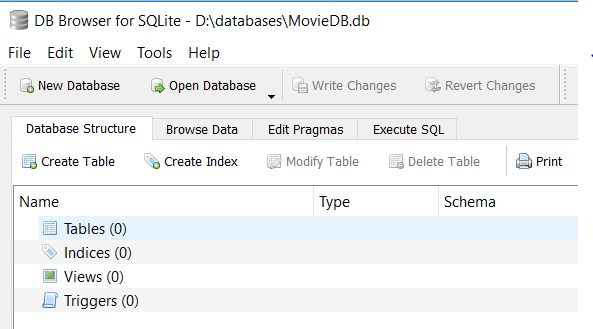 DB Browser for SQLite - D:\databases\MovieDB.db
File Edit View Tools Help
New Database Open Database Write Changes Revert Changes
Database Structure Browse Data Edit Pragmas Execute SQL
Create Table Create Index Modify Table Delete Table Print
Name Type Schema
Tables (0)
Indices (0)
Views (0)
Triggers (0)